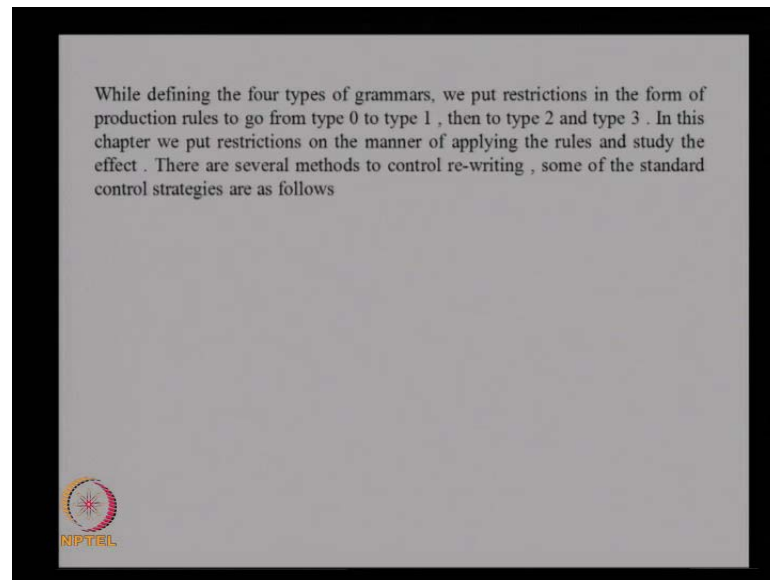 While defining the four types of grammars, we put restrictions in the form of
production rules to go from type 0 to type 1 , then to type 2 and type 3 . In this
chapter we put restrictions on the manner of applying the rules and study the
effect . There are several methods to control re-writing , some of the standard
control strategies are as follows
NPTEL